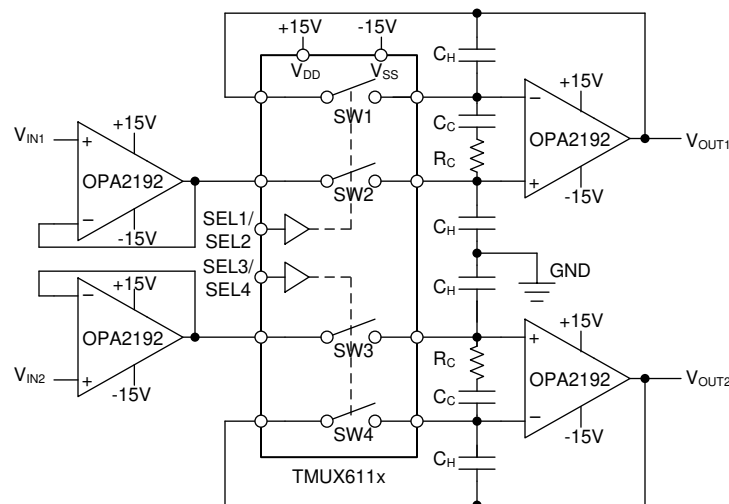 +15V
-15V
VDD
VSS
CH
SW1
CC
RC
VIN1
+15V
+
OPA2192
−
-15V
−
+15V
OPA2192
+
-15V
VOUT1
SW2
SEL1/
SEL2
SEL3/
SEL4
CH
GND
CH
−
+15V
OPA2192
+
-15V
VIN2
SW3
RC
CC
+
+15V
OPA2192
−
-15V
VOUT2
SW4
CH
TMUX611x